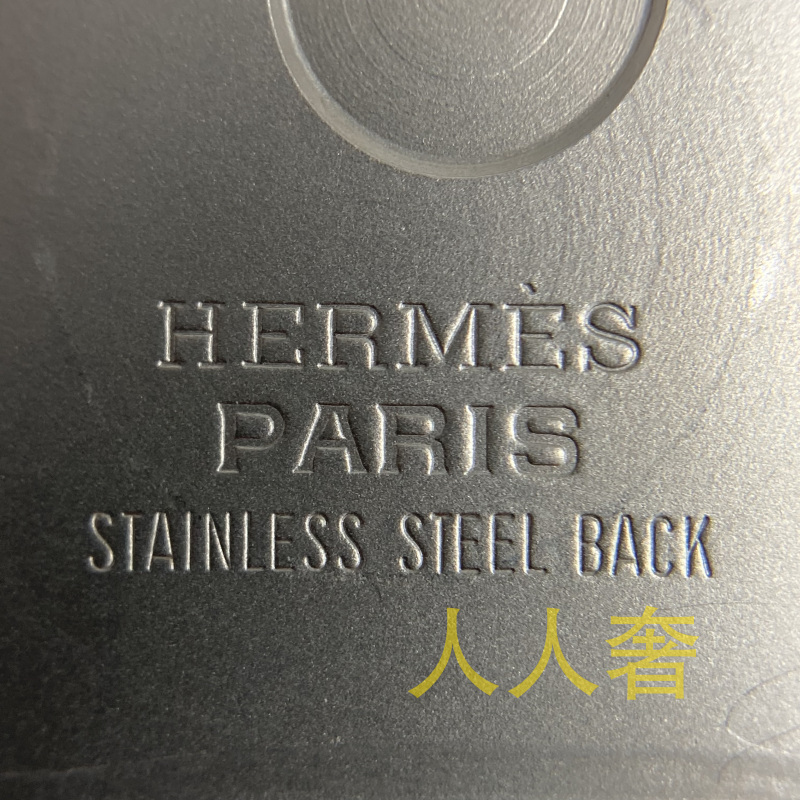 HERMÈS
PARIS
STAINLESS STEEL BACK
人人奢